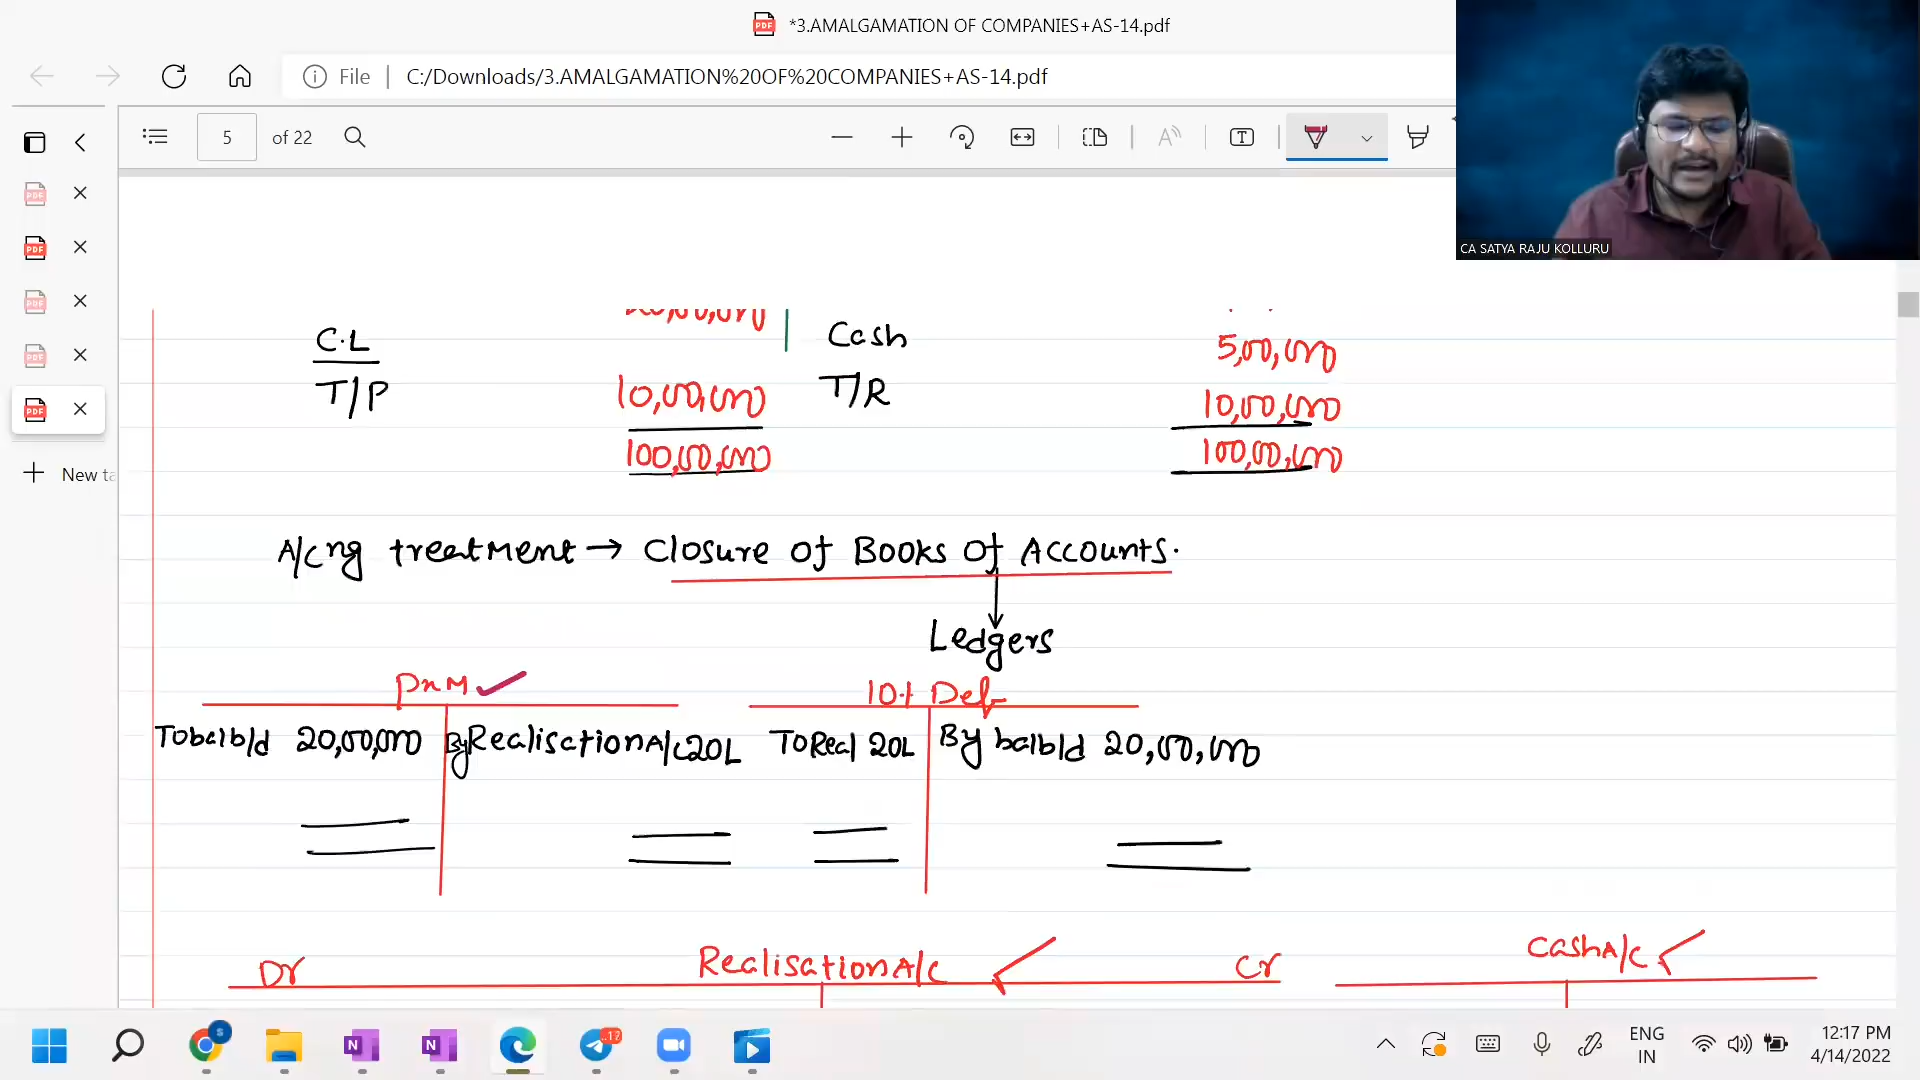 *3.AMALGAMATION OF COMPANIES+AS-14.pdf
File | C:/Downloads/3.AMALGAMATION%20OF%20COMPANIES+AS-14.pdf
5 of 22
CA SATYA RAJU KOLLURU
New ta
C.L Cash 5,00,000
T/P 10,00,000 T/R 10,00,000
100,00,000 100,00,000
A/cng treatment → Closure of Books of Accounts.
Ledgers
PnM 10% Deb
To bal b/d 20,00,000 By Realisation A/c 20L To Real 20L By bal b/d 20,00,000
Dr Realisation A/c Cr Cash A/c
12
ENG
IN
12:17 PM
4/14/2022